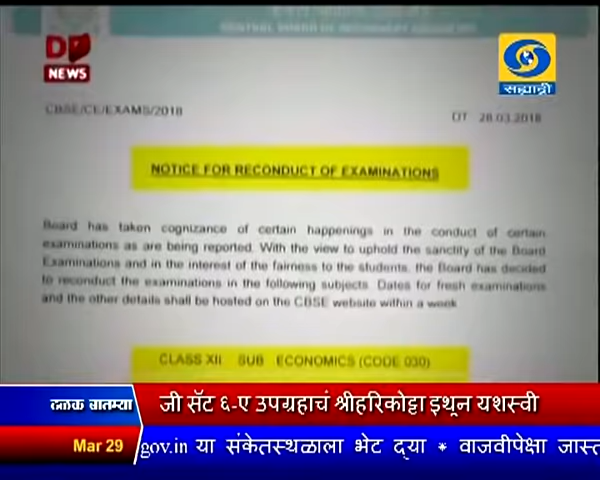 CENTRAL BOARD OF SECONDARY EDUCATION
DD
NEWS
सह्याद्री
CBSE/CE/EXAMS/2018
DT 28.03.2018
NOTICE FOR RECONDUCT OF EXAMINATIONS
Board has taken cognizance of certain happenings in the conduct of certain
examinations as are being reported. With the view to uphold the sanctity of the Board
Examinations and in the interest of the fairness to the students, the Board has decided
to reconduct the examinations in the following subjects. Dates for fresh examinations
and the other details shall be hosted on the CBSE website within a week.
CLASS XII SUB ECONOMICS (CODE 030)
ठळक बातम्या
जी सॅट ६-ए उपग्रहाचं श्रीहरिकोट्टा इथून यशस्वी
Mar 29
gov.in या संकेतस्थळाला भेट द्या * वाजवीपेक्षा जास्त